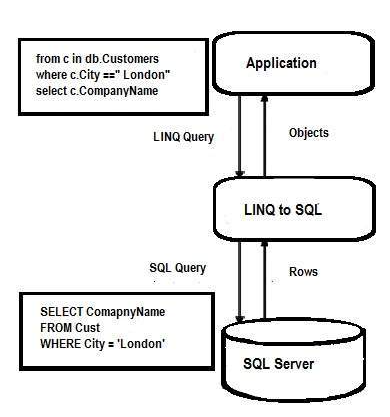 from c in db.Customers
where c.City ==" London"
select c.CompanyName
Application
LINQ Query
Objects
LINQ to SQL
SQL Query
Rows
SELECT ComapnyName
FROM Cust
WHERE City = 'London'
SQL Server